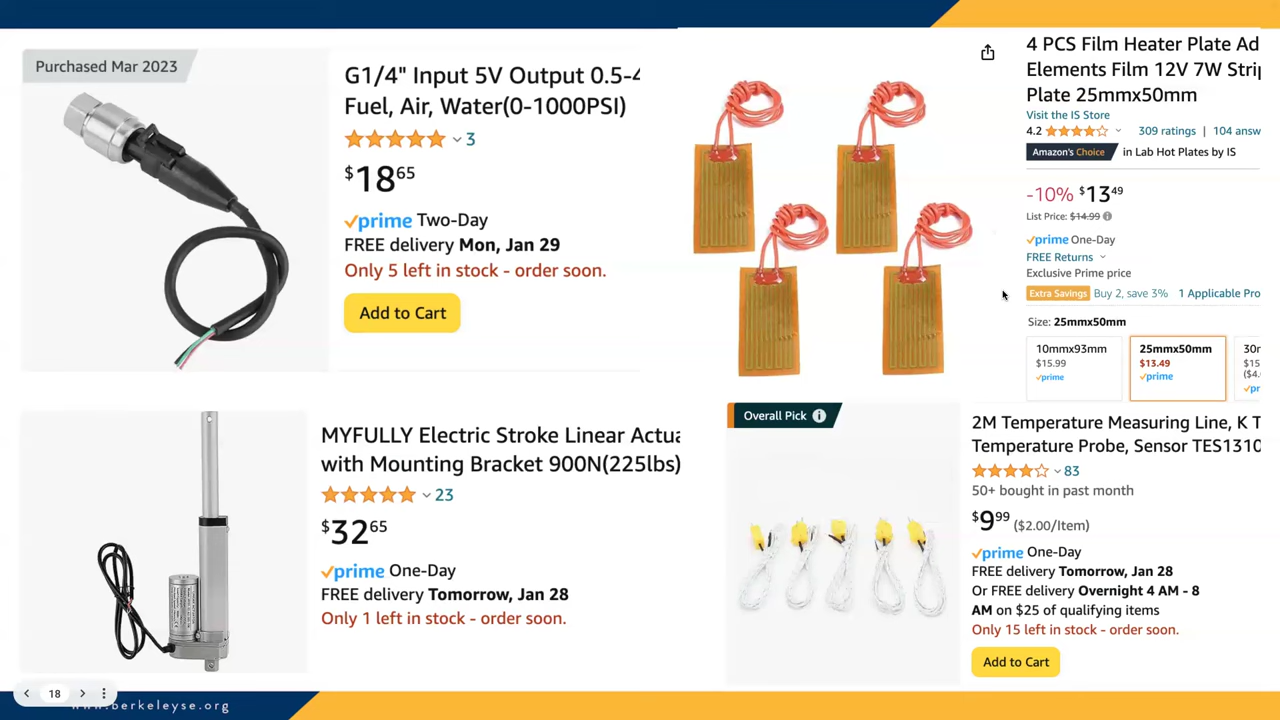 Purchased Mar 2023
G1/4" Input 5V Output 0.5-4
Fuel, Air, Water(0-1000PSI)
3
$18 65
prime Two-Day
FREE delivery Mon, Jan 29
Only 5 left in stock - order soon.
Add to Cart
4 PCS Film Heater Plate Ad
Elements Film 12V 7W Strip
Plate 25mmx50mm
Visit the IS Store
4.2 309 ratings | 104 answ
Amazon's Choice in Lab Hot Plates by IS
-10% $13 49
List Price: $14.99
prime One-Day
FREE Returns
Exclusive Prime price
Extra Savings Buy 2, save 3% 1 Applicable Pro
Size: 25mmx50mm
10mmx93mm
$15.99
prime
25mmx50mm
$13.49
prime
30m
$15
($4.
pr
MYFULLY Electric Stroke Linear Actua
with Mounting Bracket 900N(225lbs)
23
$32 65
prime One-Day
FREE delivery Tomorrow, Jan 28
Only 1 left in stock - order soon.
Overall Pick
2M Temperature Measuring Line, K T
Temperature Probe, Sensor TES1310
83
50+ bought in past month
$9 99 ($2.00/Item)
prime One-Day
FREE delivery Tomorrow, Jan 28
Or FREE delivery Overnight 4 AM - 8
AM on $25 of qualifying items
Only 15 left in stock - order soon.
Add to Cart
18
www.berkeleyse.org